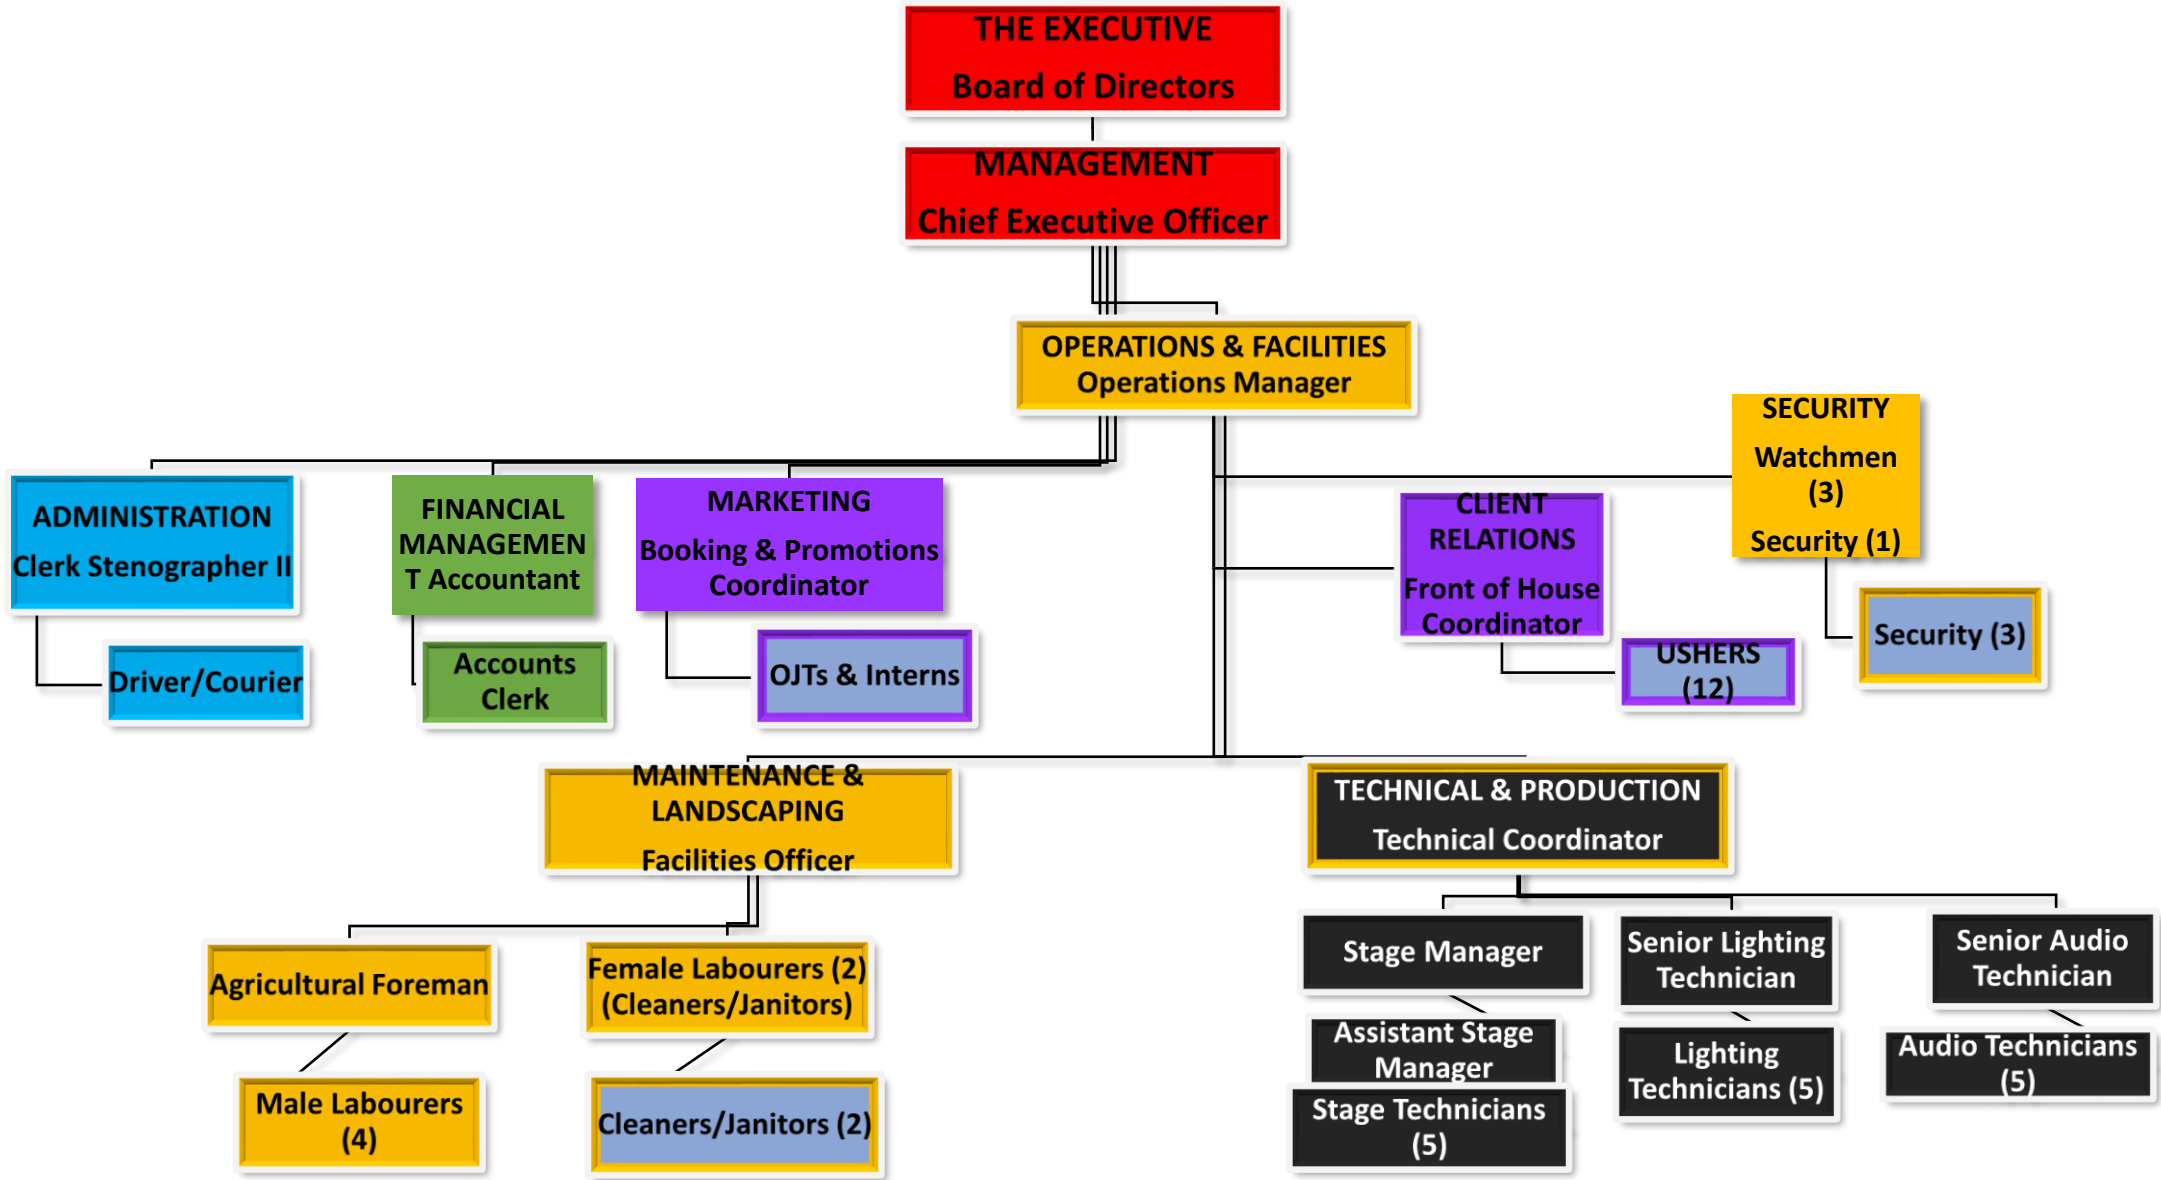 THE EXECUTIVE
Board of Directors
MANAGEMENT
Chief Executive Officer
OPERATIONS & FACILITIES
Operations Manager
SECURITY
Watchmen
(3)
Security (1)
Security (3)
ADMINISTRATION
Clerk Stenographer II
Driver/Courier
FINANCIAL
MANAGEMEN
T Accountant
Accounts
Clerk
MARKETING
Booking & Promotions
Coordinator
OJTs & Interns
CLIENT
RELATIONS
Front of House
Coordinator
USHERS
(12)
MAINTENANCE &
LANDSCAPING
Facilities Officer
Agricultural Foreman
Male Labourers
(4)
Female Labourers (2)
(Cleaners/Janitors)
Cleaners/Janitors (2)
TECHNICAL & PRODUCTION
Technical Coordinator
Stage Manager
Assistant Stage
Manager
Stage Technicians
(5)
Senior Lighting
Technician
Lighting
Technicians (5)
Senior Audio
Technician
Audio Technicians
(5)